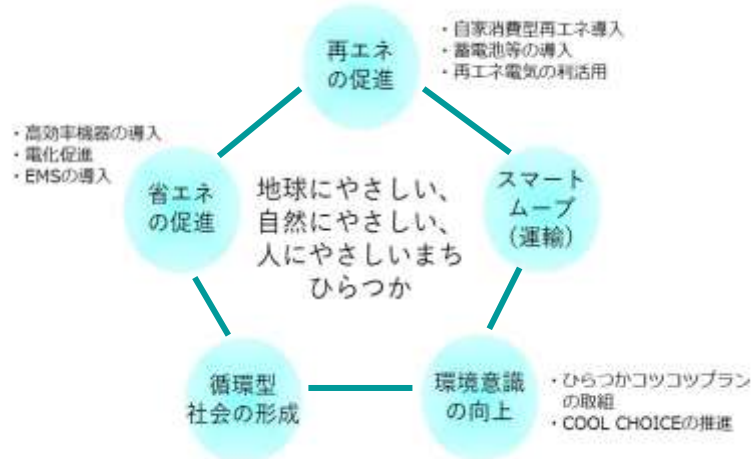 再エネ
の促進
・自家消費型再エネ導入
・蓄電池等の導入
・再エネ電気の利活用
・高効率機器の導入
・電化促進
・EMSの導入
省エネ
の促進
地球にやさしい、
自然にやさしい、
人にやさしいまち
ひらつか
スマート
ムーブ
(運輸)
循環型
社会の形成
環境意識
の向上
・ひらつかコツコツプラン
の取組
・COOL CHOICEの推進